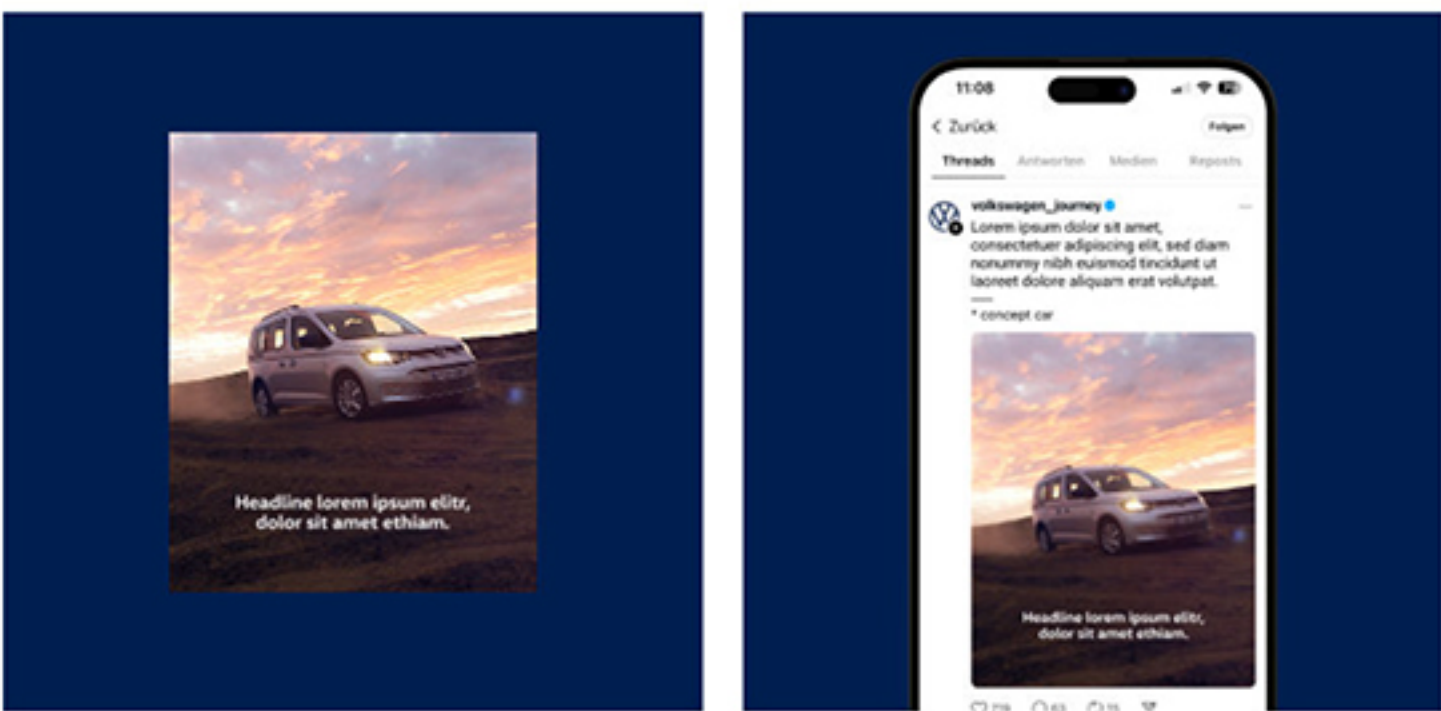 Headline lorem ipsum elitr,
dolor sit amet ethiam.
11:08
Zurück
Folgen
Threads Antworten Medien Reposts
volkswagen_journey
Lorem ipsum dolor sit amet,
consectetuer adipiscing elit, sed diam
nonummy nibh euismod tincidunt ut
laoreet dolore aliquam erat volutpat.
* concept car
Headline lorem ipsum elitr,
dolor sit amet ethiam.